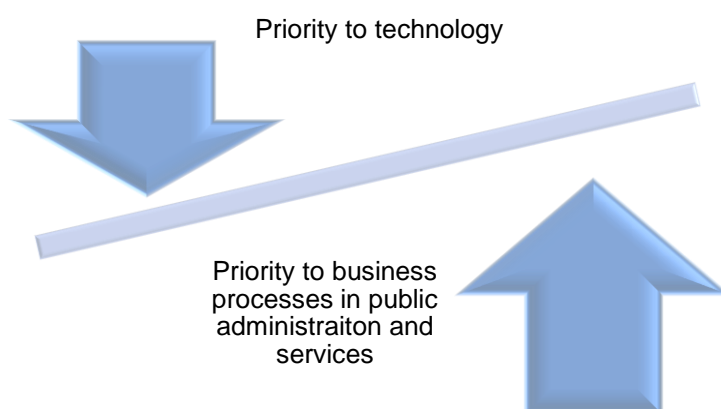 Priority to technology
Priority to business
processes in public
administraiton and
services